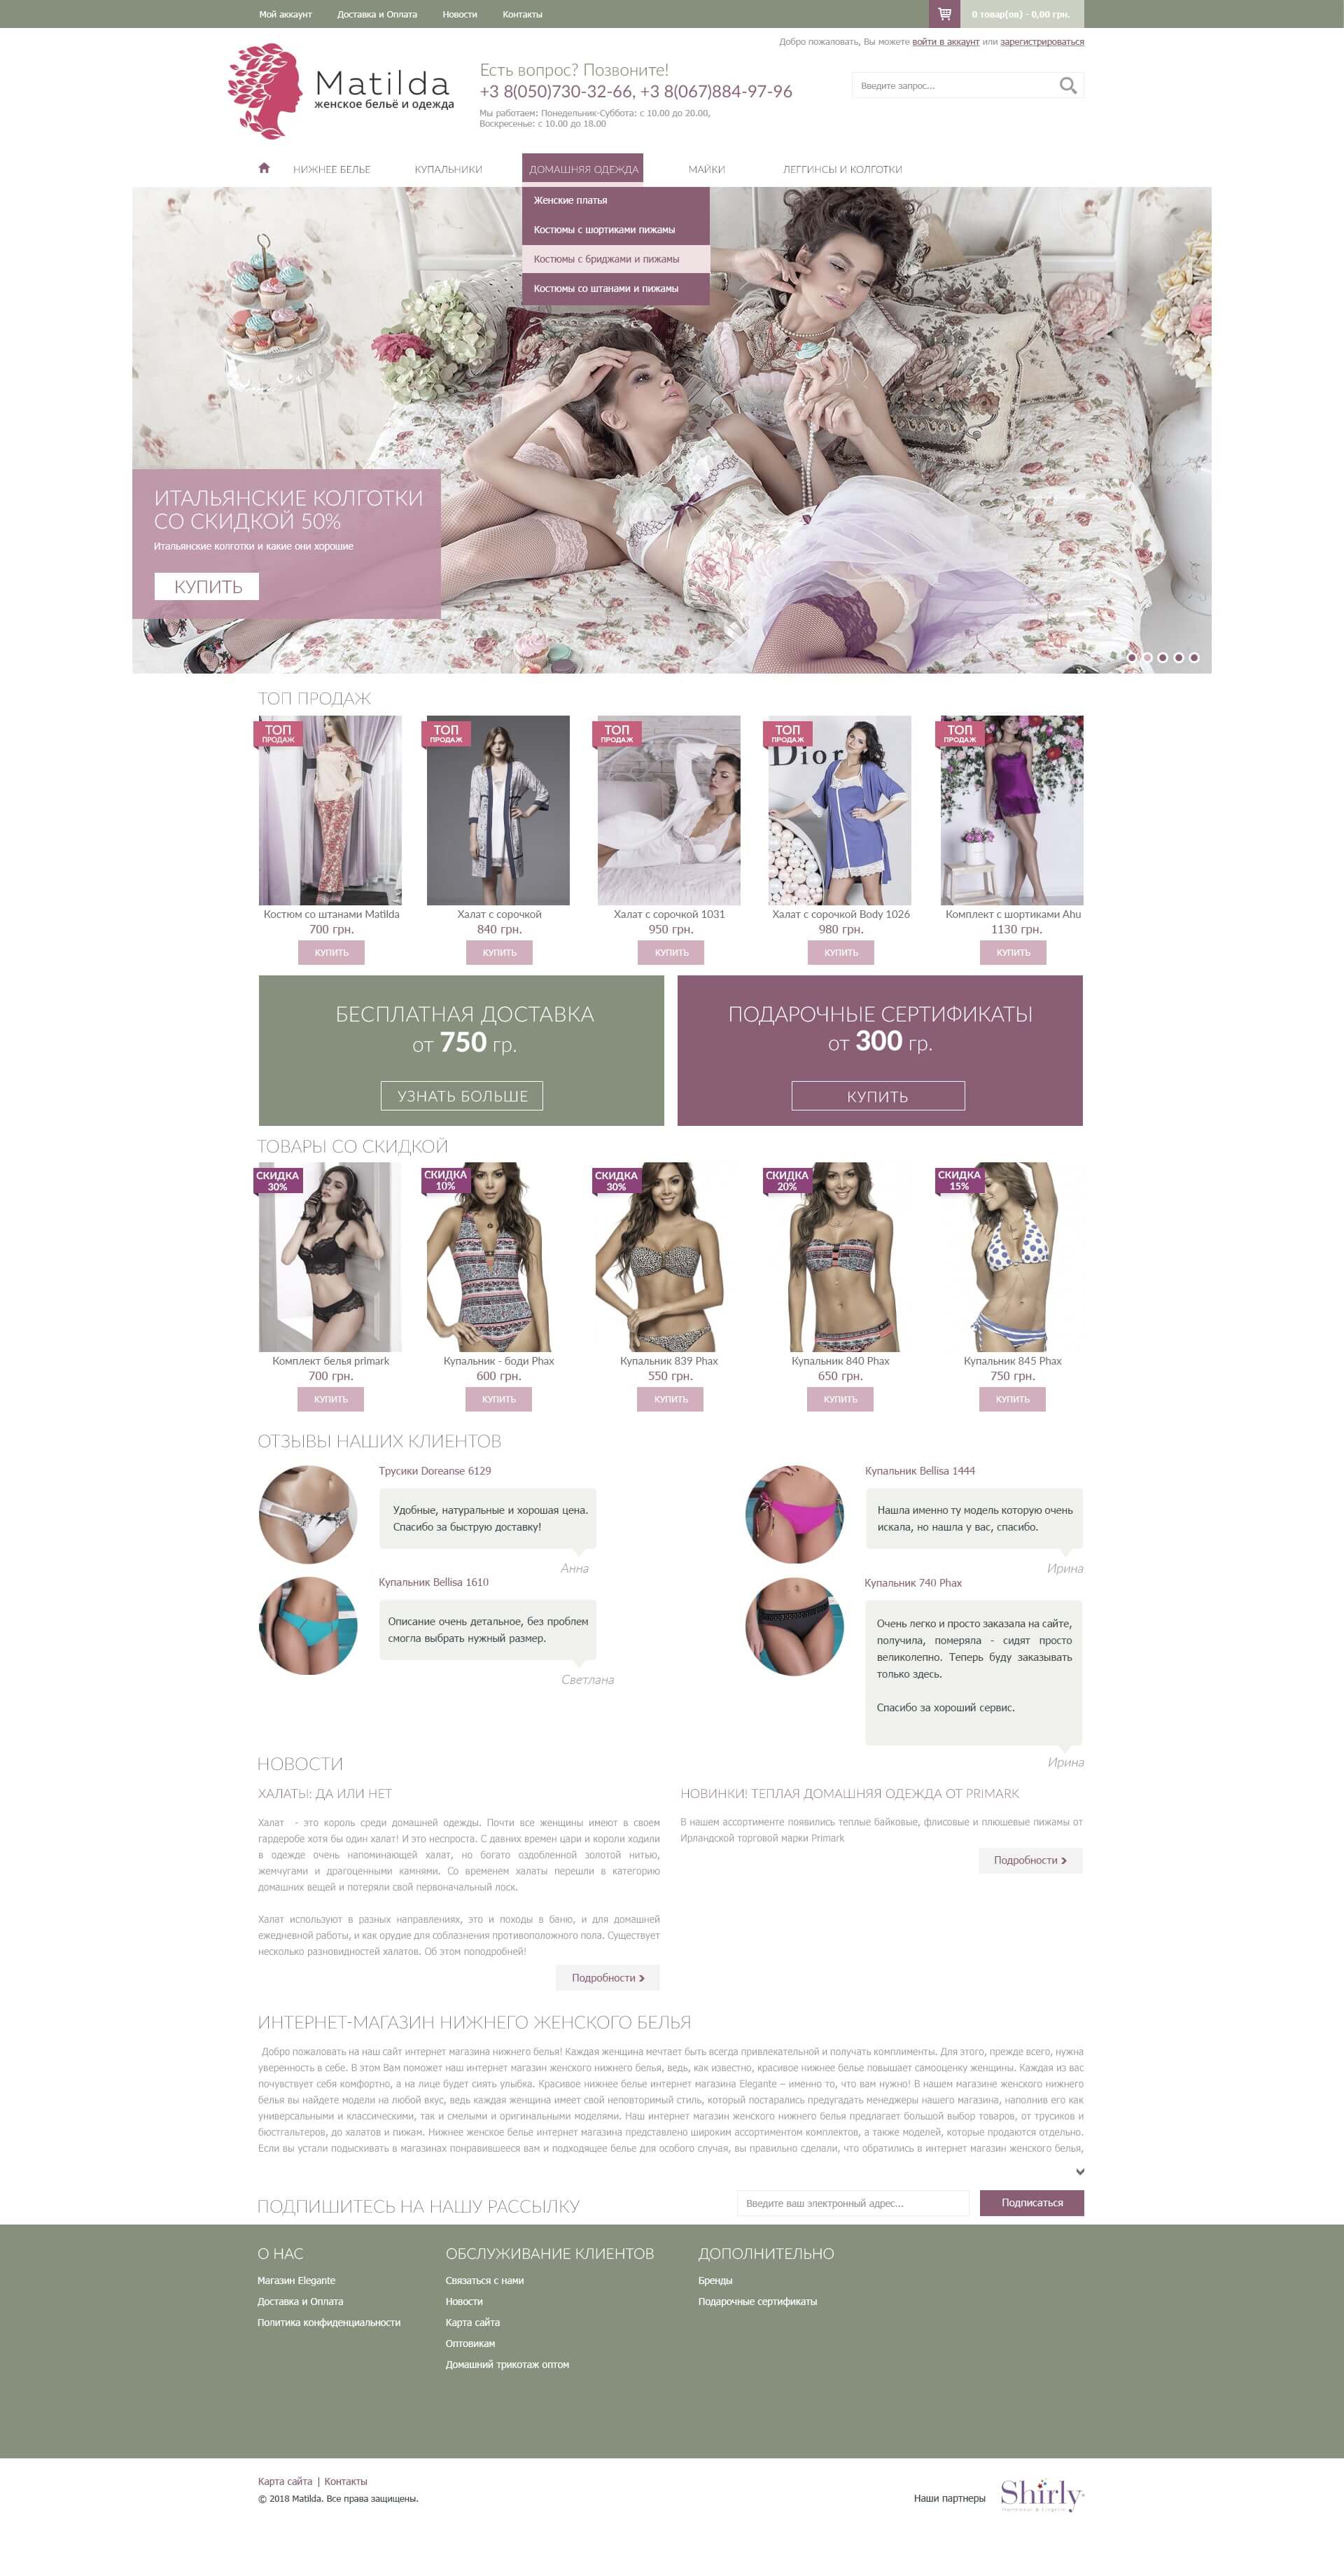 Мой аккаунт Доставка и Оплата Новости Контакты 0 товар(ов) - 0,00 грн.
Добро пожаловать, Вы можете войти в аккаунт или зарегистрироваться
Matilda
женское бельё и одежда
Есть вопрос? Позвоните!
+3 8(050)730-32-66, +3 8(067)884-97-96
Мы работаем: Понедельник-Суббота: с 10.00 до 20.00,
Воскресенье: с 10.00 до 18.00
Введите запрос...
НИЖНЕЕ БЕЛЬЕ КУПАЛЬНИКИ ДОМАШНЯЯ ОДЕЖДА МАЙКИ ЛЕГГИНСЫ И КОЛГОТКИ
Женские платья
Костюмы с шортиками пижамы
Костюмы с бриджами и пижамы
Костюмы со штанами и пижамы
ИТАЛЬЯНСКИЕ КОЛГОТКИ
СО СКИДКОЙ 50%
Итальянские колготки и какие они хорошие
КУПИТЬ
ТОП ПРОДАЖ
ТОП ТОП ТОП ТОП ТОП
ПРОДАЖ ПРОДАЖ ПРОДАЖ ПРОДАЖ ПРОДАЖ
Dior
Костюм со штанами Matilda Халат с сорочкой Халат с сорочкой 1031 Халат с сорочкой Body 1026 Комплект с шортиками Ahu
700 грн. 840 грн. 950 грн. 980 грн. 1130 грн.
КУПИТЬ КУПИТЬ КУПИТЬ КУПИТЬ КУПИТЬ
БЕСПЛАТНАЯ ДОСТАВКА
от 750 гр.
УЗНАТЬ БОЛЬШЕ
ПОДАРОЧНЫЕ СЕРТИФИКАТЫ
от 300 гр.
КУПИТЬ
ТОВАРЫ СО СКИДКОЙ
СКИДКА СКИДКА СКИДКА СКИДКА СКИДКА
30% 10% 30% 20% 15%
Комплект белья primark Купальник - боди Phax Купальник 839 Phax Купальник 840 Phax Купальник 845 Phax
700 грн. 600 грн. 550 грн. 650 грн. 750 грн.
КУПИТЬ КУПИТЬ КУПИТЬ КУПИТЬ КУПИТЬ
ОТЗЫВЫ НАШИХ КЛИЕНТОВ
Трусики Doreanse 6129
Удобные, натуральные и хорошая цена.
Спасибо за быструю доставку!
Анна
Купальник Bellisa 1444
Нашла именно ту модель которую очень
искала, но нашла у вас, спасибо.
Ирина
Купальник Bellisa 1610
Описание очень детальное, без проблем
смогла выбрать нужный размер.
Светлана
Купальник 740 Phax
Очень легко и просто заказала на сайте,
получила, померяла - сидят просто
великолепно. Теперь буду заказывать
только здесь.
Спасибо за хороший сервис.
Ирина
НОВОСТИ
ХАЛАТЫ: ДА ИЛИ НЕТ
Халат - это король среди домашней одежды. Почти все женщины имеют в своем
гардеробе хотя бы один халат! И это неспроста. С давних времен цари и короли ходили
в одежде очень напоминающей халат, но богато оздобленной золотой нитью,
жемчугами и драгоценными камнями. Со временем халаты перешли в категорию
домашних вещей и потеряли свой первоначальный лоск.
Халат используют в разных направлениях, это и походы в баню, и для домашней
ежедневной работы, и как орудие для соблазнения противоположного пола. Существует
несколько разновидностей халатов. Об этом поподробней!
Подробности
НОВИНКИ! ТЕПЛАЯ ДОМАШНЯЯ ОДЕЖДА ОТ PRIMARK
В нашем ассортименте появились теплые байковые, флисовые и плюшевые пижамы от
Ирландской торговой марки Primark
Подробности
ИНТЕРНЕТ-МАГАЗИН НИЖНЕГО ЖЕНСКОГО БЕЛЬЯ
Добро пожаловать на наш сайт интернет магазина нижнего белья! Каждая женщина мечтает быть всегда привлекательной и получать комплименты. Для этого, прежде всего, нужна
уверенность в себе. В этом Вам поможет наш интернет магазин женского нижнего белья, ведь, как известно, красивое нижнее белье повышает самооценку женщины. Каждая из вас
почувствует себя комфортно, а на лице будет сиять улыбка. Красивое нижнее белье интернет магазина Elegante – именно то, что вам нужно! В нашем магазине женского нижнего
белья вы найдете модели на любой вкус, ведь каждая женщина имеет свой неповторимый стиль, который постарались предугадать менеджеры нашего магазина, наполнив его как
универсальными и классическими, так и смелыми и оригинальными моделями. Наш интернет магазин женского нижнего белья предлагает большой выбор товаров, от трусиков и
бюстгальтеров, до халатов и пижам. Нижнее женское белье интернет магазина представлено широким ассортиментом комплектов, а также моделей, которые продаются отдельно.
Если вы устали подыскивать в магазинах понравившееся вам и подходящее белье для особого случая, вы правильно сделали, что обратились в интернет магазин женского белья,
ПОДПИШИТЕСЬ НА НАШУ РАССЫЛКУ Введите ваш электронный адрес... Подписаться
О НАС
Магазин Elegante
Доставка и Оплата
Политика конфиденциальности
ОБСЛУЖИВАНИЕ КЛИЕНТОВ
Связаться с нами
Новости
Карта сайта
Оптовикам
Домашний трикотаж оптом
ДОПОЛНИТЕЛЬНО
Бренды
Подарочные сертификаты
Карта сайта | Контакты
© 2018 Matilda. Все права защищены.
Наши партнеры
Shirly